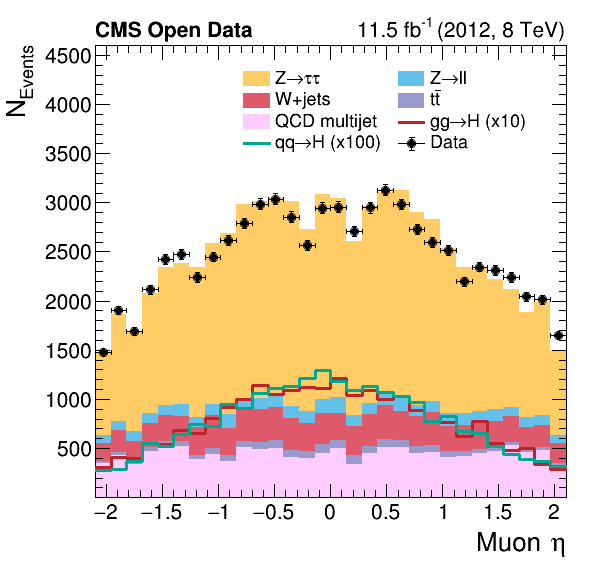 CMS Open Data 11.5 fb⁻¹ (2012, 8 TeV)
N_Events
4500
4000
3500
3000
2500
2000
1500
1000
500
Z→ττ Z→ll
W+jets tt̄
QCD multijet gg→H (x10)
qq→H (x100) Data
−2 −1.5 −1 −0.5 0 0.5 1 1.5 2
Muon η